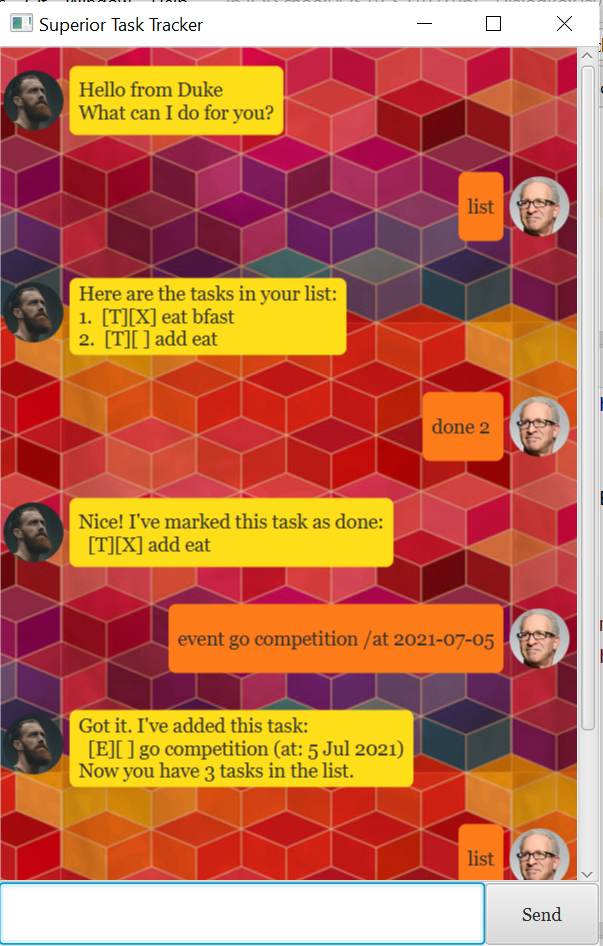 Superior Task Tracker
Hello from Duke
What can I do for you?
list
Here are the tasks in your list:
1. [T][X] eat bfast
2. [T][ ] add eat
done 2
Nice! I've marked this task as done:
[T][X] add eat
event go competition /at 2021-07-05
Got it. I've added this task:
[E][ ] go competition (at: 5 Jul 2021)
Now you have 3 tasks in the list.
list
Send